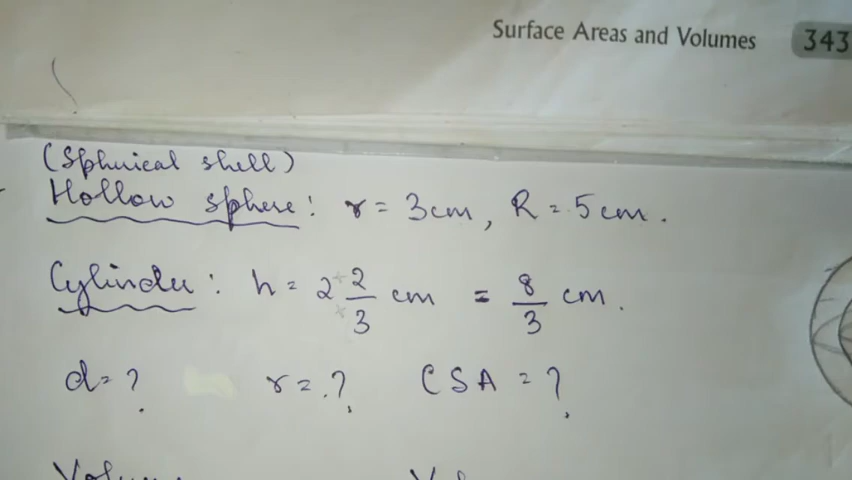 Surface Areas and Volumes 343
(Spherical shell)
Hollow sphere: r = 3cm, R = 5cm.
Cylinder: h = 2 2/3 cm = 8/3 cm.
d = ? r = ? CSA = ?